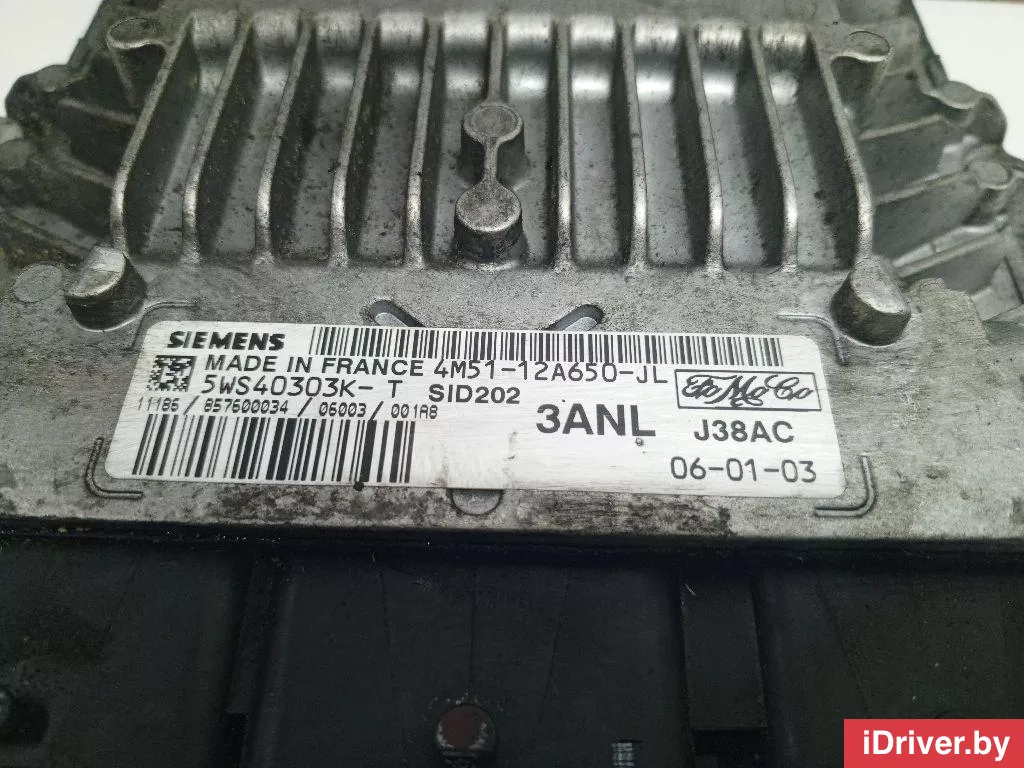 SIEMENS
MADE IN FRANCE 4M51-12A650-JL
5WS40303K-T SID202
11186 / 857600034 / 06003 / 001A8
3ANL
FoMoCo
J38AC
06-01-03
iDriver.by